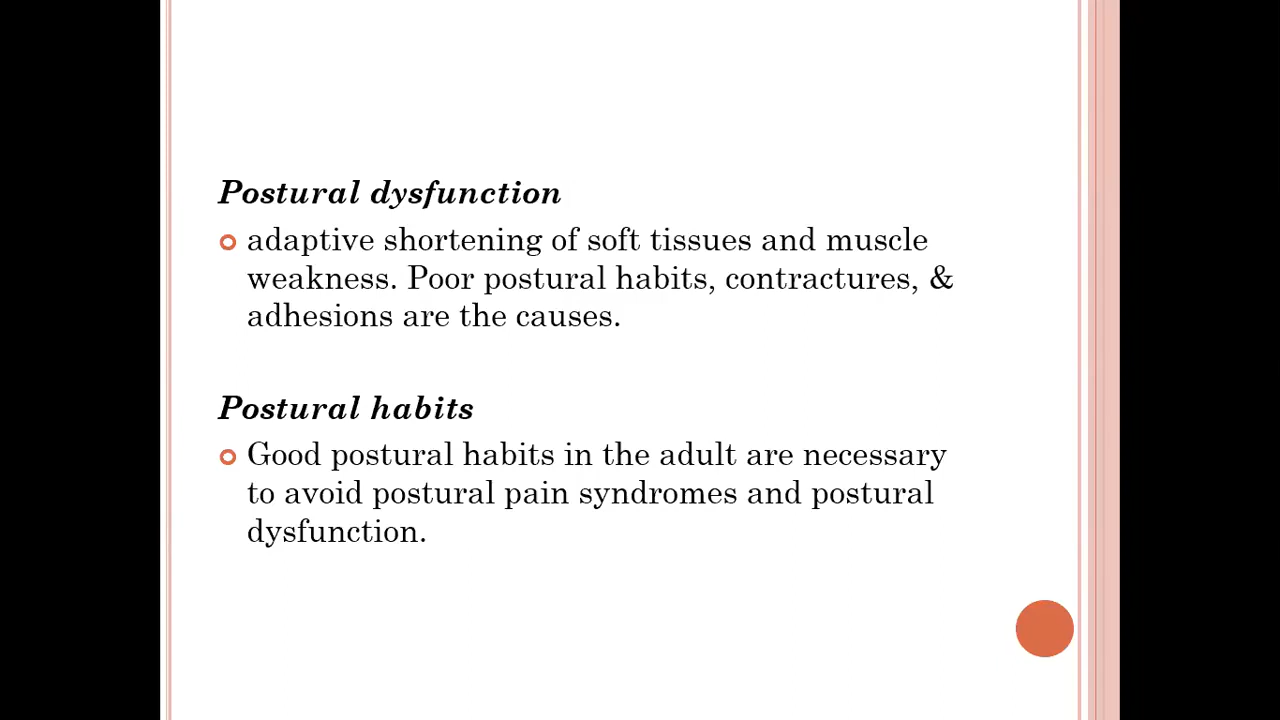 Postural dysfunction
adaptive shortening of soft tissues and muscle
weakness. Poor postural habits, contractures, &
adhesions are the causes.
Postural habits
Good postural habits in the adult are necessary
to avoid postural pain syndromes and postural
dysfunction.